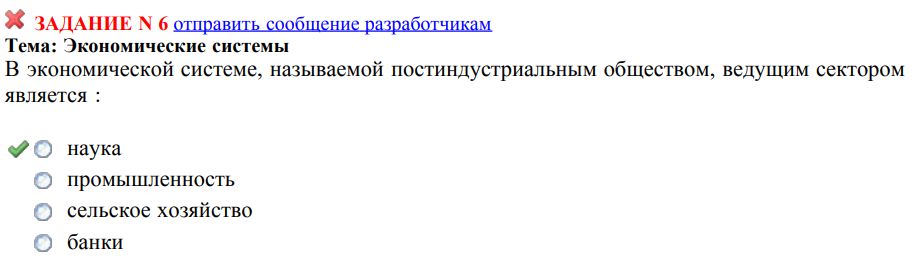 ЗАДАНИЕ N 6 отправить сообщение разработчикам
Тема: Экономические системы
В экономической системе, называемой постиндустриальным обществом, ведущим сектором
является :
наука
промышленность
сельское хозяйство
банки